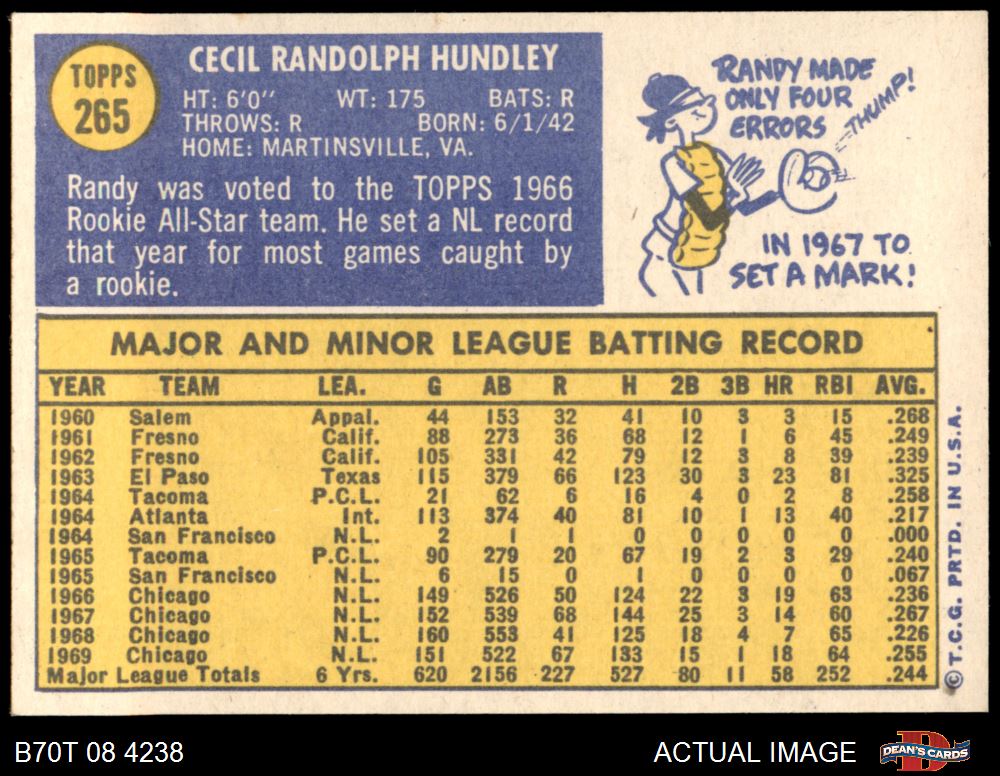 TOPPS
265
CECIL RANDOLPH HUNDLEY
HT: 6'0" WT: 175 BATS: R
THROWS: R BORN: 6/1/42
HOME: MARTINSVILLE, VA.
Randy was voted to the TOPPS 1966
Rookie All-Star team. He set a NL record
that year for most games caught by
a rookie.
RANDY MADE
ONLY FOUR
ERRORS
THUMP!
IN 1967 TO
SET A MARK!
MAJOR AND MINOR LEAGUE BATTING RECORD
YEAR TEAM LEA. G AB R H 2B 3B HR RBI AVG.
1960 Salem Appal. 44 153 32 41 10 3 3 15 .268
1961 Fresno Calif. 88 273 36 68 12 1 6 45 .249
1962 Fresno Calif. 105 331 42 79 12 3 8 39 .239
1963 El Paso Texas 115 379 66 123 30 3 23 81 .325
1964 Tacoma P.C.L. 21 62 6 16 4 0 2 8 .258
1964 Atlanta Int. 113 374 40 81 10 1 13 40 .217
1964 San Francisco N.L. 2 1 1 0 0 0 0 0 .000
1965 Tacoma P.C.L. 90 279 20 67 19 2 3 29 .240
1965 San Francisco N.L. 6 15 0 1 0 0 0 0 .067
1966 Chicago N.L. 149 526 50 124 22 3 19 63 .236
1967 Chicago N.L. 152 539 68 144 25 3 14 60 .267
1968 Chicago N.L. 160 553 41 125 18 4 7 65 .226
1969 Chicago N.L. 151 522 67 133 15 1 18 64 .255
Major League Totals 6 Yrs. 620 2156 227 527 80 11 58 252 .244
© T.C.G. PRTD. IN U.S.A.
B70T 08 4238
ACTUAL IMAGE
DEAN'S CARDS